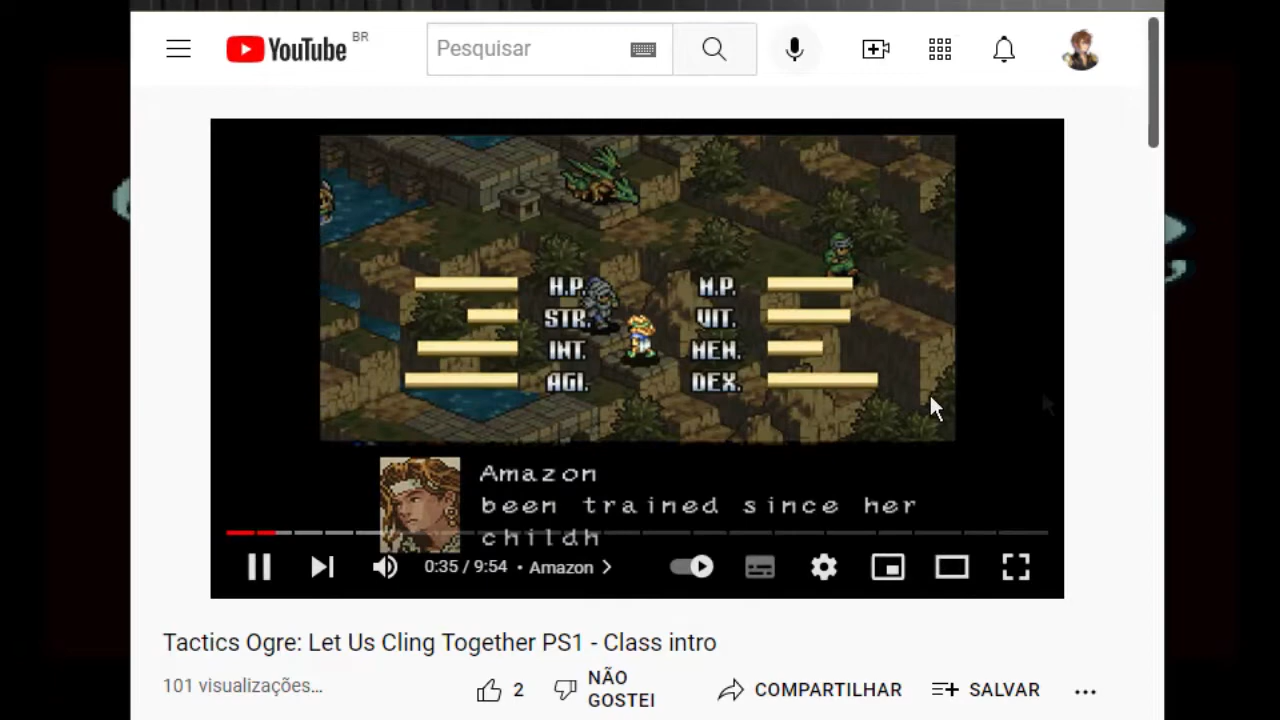 YouTube BR
Pesquisar
H.P. M.P.
STR. VIT.
INT. MEN.
AGI. DEX.
Amazon
been trained since her
childh
0:35 / 9:54 • Amazon
Tactics Ogre: Let Us Cling Together PS1 - Class intro
101 visualizações...
2
NÃO
GOSTEI
COMPARTILHAR
SALVAR